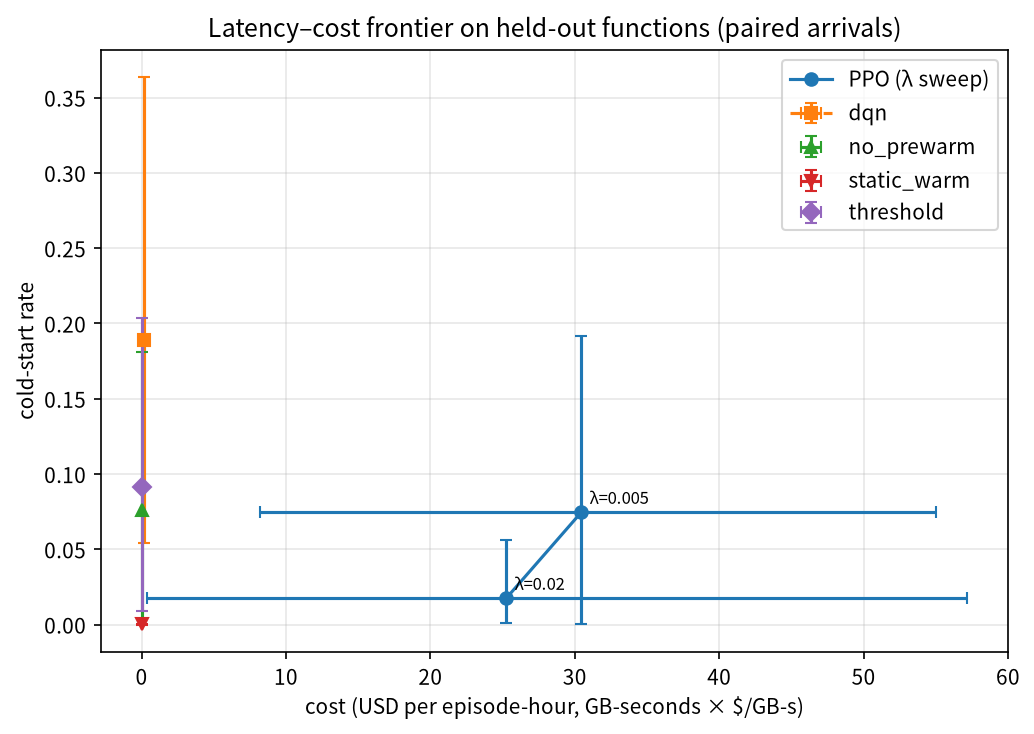 Latency–cost frontier on held-out functions (paired arrivals)
PPO (λ sweep)
dqn
no_prewarm
static_warm
threshold
cold-start rate
0.35
0.30
0.25
0.20
0.15
0.10
0.05
0.00
λ=0.005
λ=0.02
0 10 20 30 40 50 60
cost (USD per episode-hour, GB-seconds × $/GB-s)